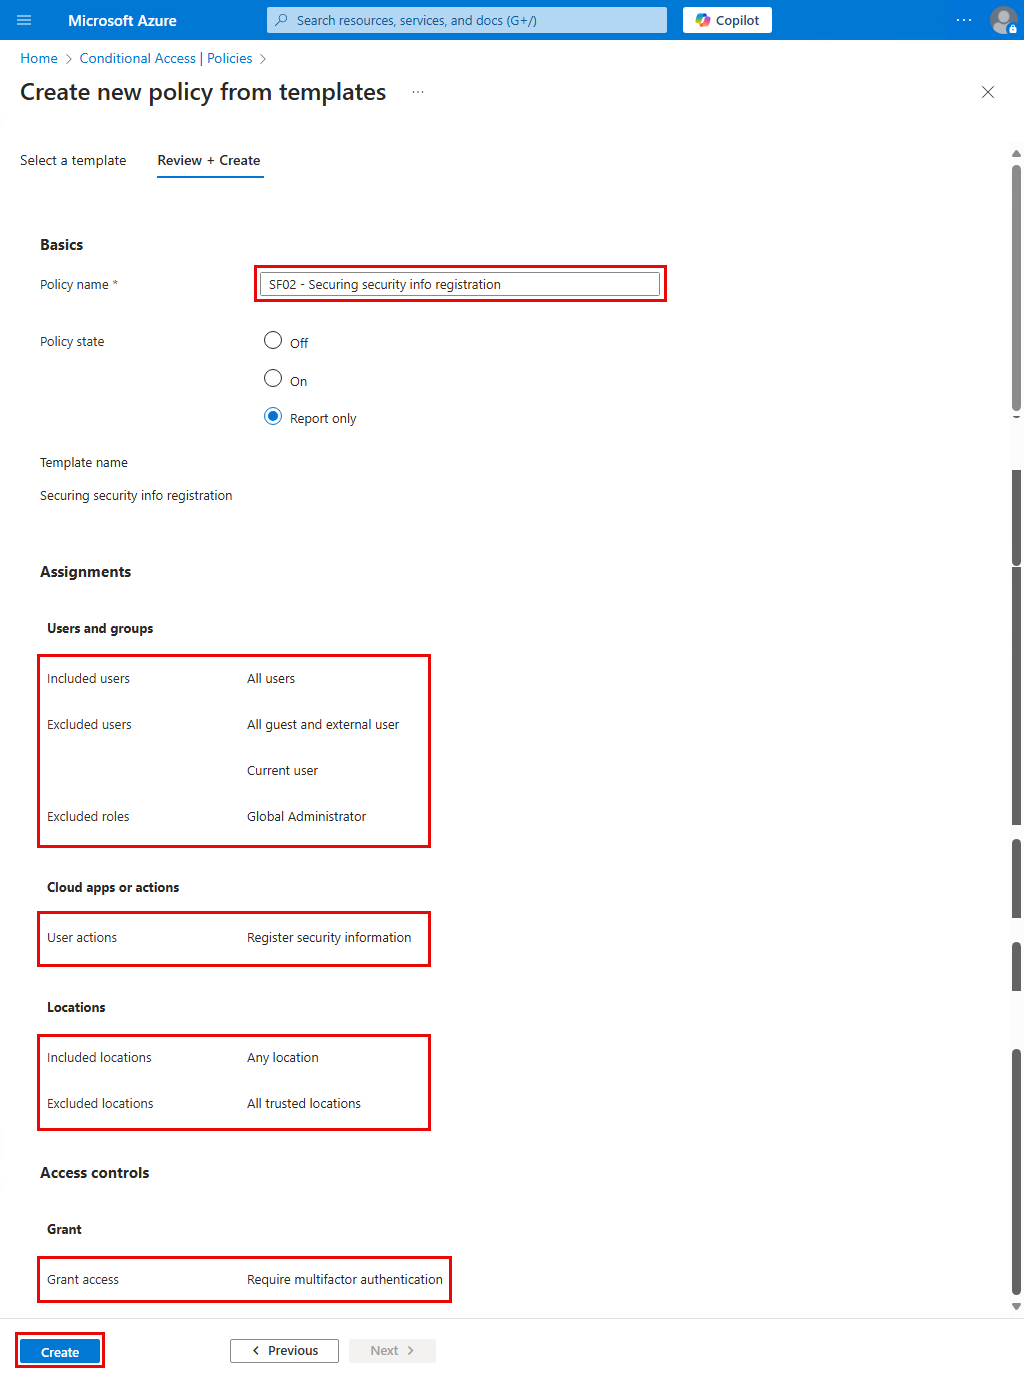 Microsoft Azure
Search resources, services, and docs (G+/)
Copilot
...
Home > Conditional Access | Policies >
Create new policy from templates ...
Select a template
Review + Create
Basics
Policy name *
SF02 - Securing security info registration
Policy state
Off
On
Report only
Template name
Securing security info registration
Assignments
Users and groups
Included users
All users
Excluded users
All guest and external user
Current user
Excluded roles
Global Administrator
Cloud apps or actions
User actions
Register security information
Locations
Included locations
Any location
Excluded locations
All trusted locations
Access controls
Grant
Grant access
Require multifactor authentication
Create
< Previous
Next >